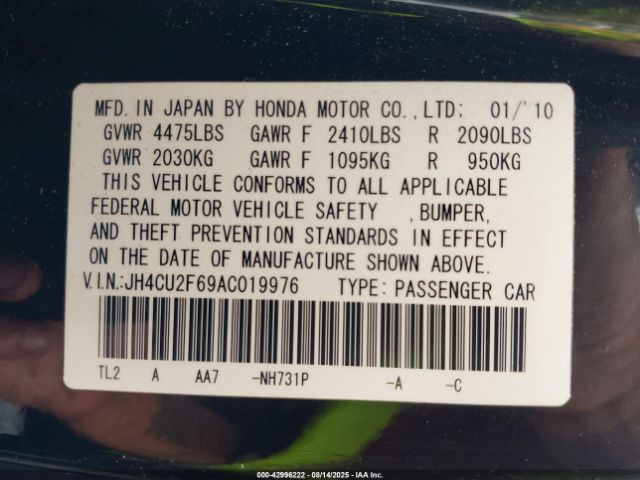 MFD. IN JAPAN BY HONDA MOTOR CO.,LTD: 01/'10
GVWR 4475LBS GAWR F 2410LBS R 2090LBS
GVWR 2030KG GAWR F 1095KG R 950KG
THIS VEHICLE CONFORMS TO ALL APPLICABLE
FEDERAL MOTOR VEHICLE SAFETY ,BUMPER,
AND THEFT PREVENTION STANDARDS IN EFFECT
ON THE DATE OF MANUFACTURE SHOWN ABOVE.
V.I.N.:JH4CU2F69AC019976 TYPE: PASSENGER CAR
TL2 A AA7 -NH731P -A -C
000-42996222 - 08/14/2025 - IAA Inc.